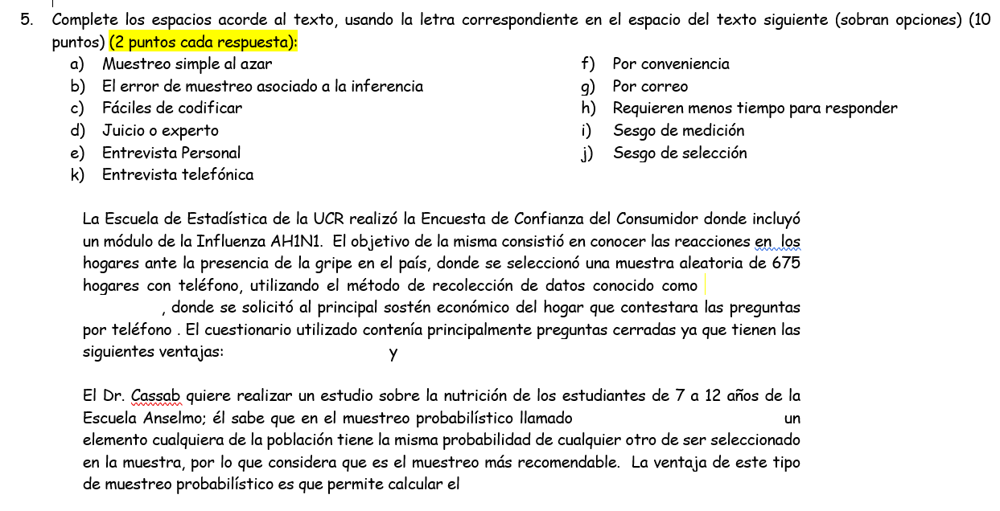 5. Complete los espacios acorde al texto, usando la letra correspondiente en el espacio del texto siguiente (sobran opciones) (10
puntos) (2 puntos cada respuesta):
a) Muestreo simple al azar
b) El error de muestreo asociado a la inferencia
c) Fáciles de codificar
d) Juicio o experto
e) Entrevista Personal
k) Entrevista telefónica
f) Por conveniencia
g) Por correo
h) Requieren menos tiempo para responder
i) Sesgo de medición
j) Sesgo de selección
La Escuela de Estadística de la UCR realizó la Encuesta de Confianza del Consumidor donde incluyó
un módulo de la Influenza AH1N1. El objetivo de la misma consistió en conocer las reacciones en los
hogares ante la presencia de la gripe en el país, donde se seleccionó una muestra aleatoria de 675
hogares con teléfono, utilizando el método de recolección de datos conocido como
, donde se solicitó al principal sostén económico del hogar que contestara las preguntas
por teléfono . El cuestionario utilizado contenía principalmente preguntas cerradas ya que tienen las
siguientes ventajas: y
El Dr. Cassab quiere realizar un estudio sobre la nutrición de los estudiantes de 7 a 12 años de la
Escuela Anselmo; él sabe que en el muestreo probabilístico llamado un
elemento cualquiera de la población tiene la misma probabilidad de cualquier otro de ser seleccionado
en la muestra, por lo que considera que es el muestreo más recomendable. La ventaja de este tipo
de muestreo probabilístico es que permite calcular el